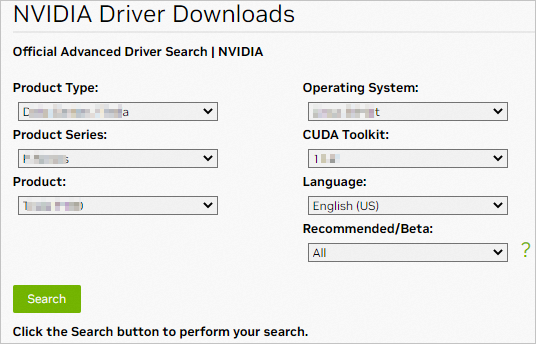 NVIDIA Driver Downloads
Official Advanced Driver Search | NVIDIA
Product Type:
Operating System:
Product Series:
CUDA Toolkit:
Product:
Language:
English (US)
Recommended/Beta:
All
?
Search
Click the Search button to perform your search.